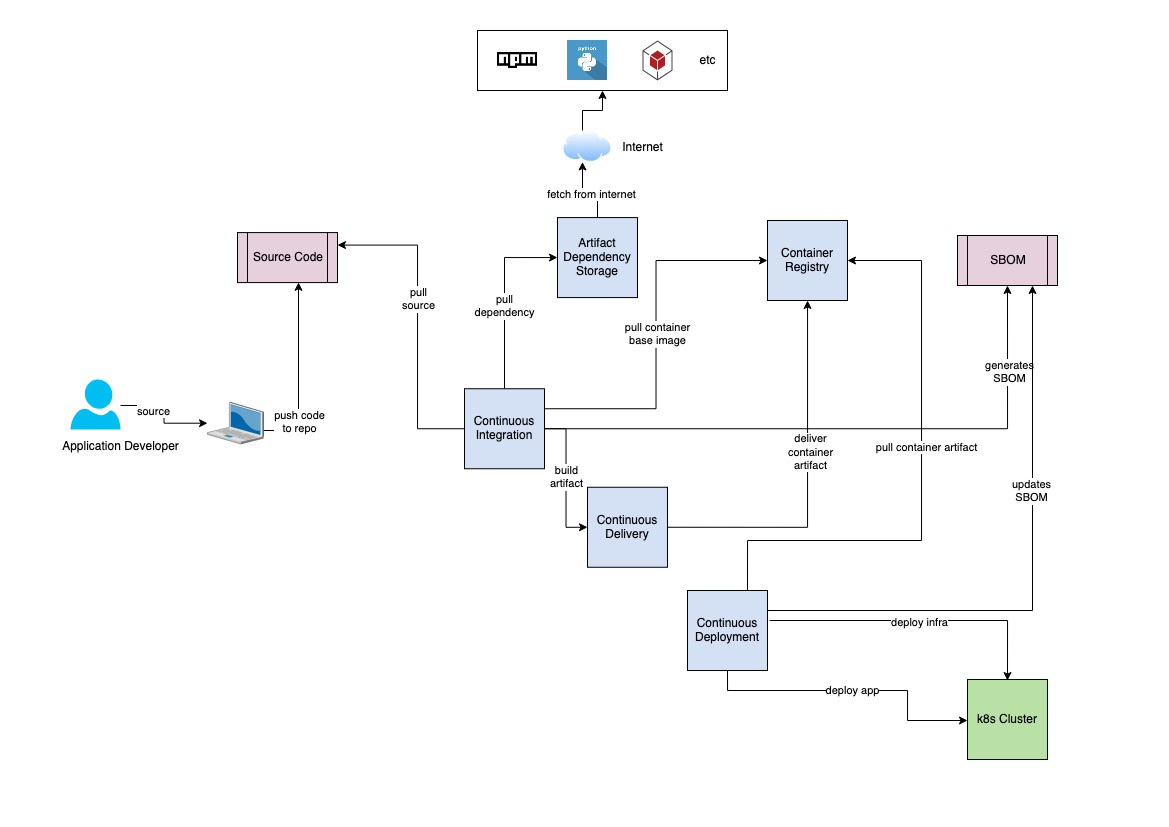 npm
python
etc
Internet
fetch from internet
Source Code
Artifact
Dependency
Storage
Container
Registry
SBOM
pull
source
pull
dependency
pull container
base image
generates
SBOM
source
push code
to repo
Application Developer
Continuous
Integration
deliver
container
artifact
pull container artifact
build
artifact
updates
SBOM
Continuous
Delivery
Continuous
Deployment
deploy infra
deploy app
k8s Cluster